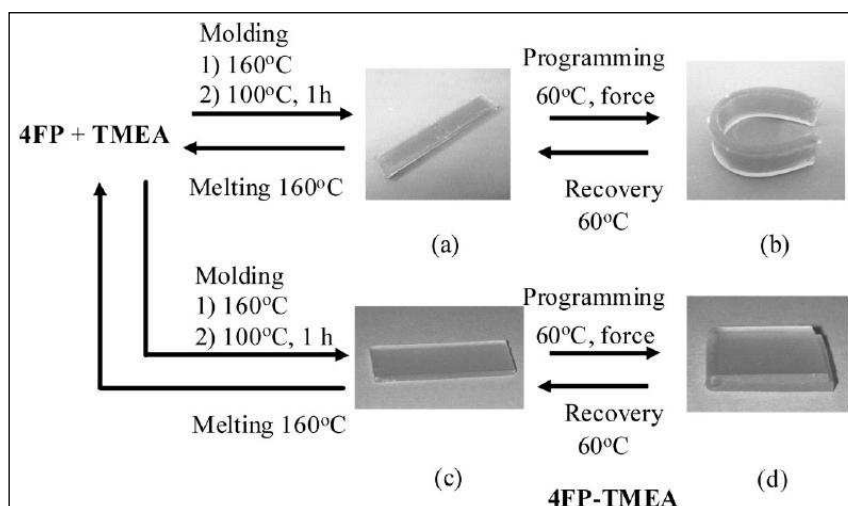 Molding
1) 160°C
2) 100°C, 1h
4FP + TMEA
Melting 160°C
(a)
Programming
60°C, force
Recovery
60°C
(b)
Molding
1) 160°C
2) 100°C, 1 h
Melting 160°C
(c)
Programming
60°C, force
Recovery
60°C
(d)
4FP-TMEA